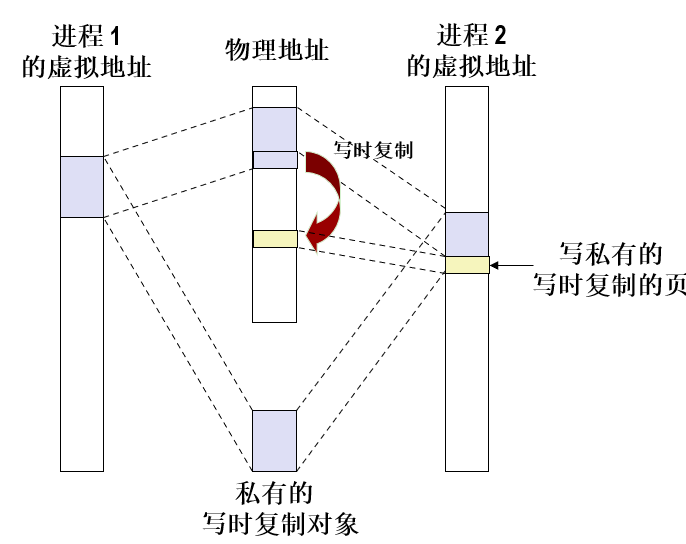 进程 1
的虚拟地址
物理地址
进程 2
的虚拟地址
写时复制
写私有的
写时复制的页
私有的
写时复制对象